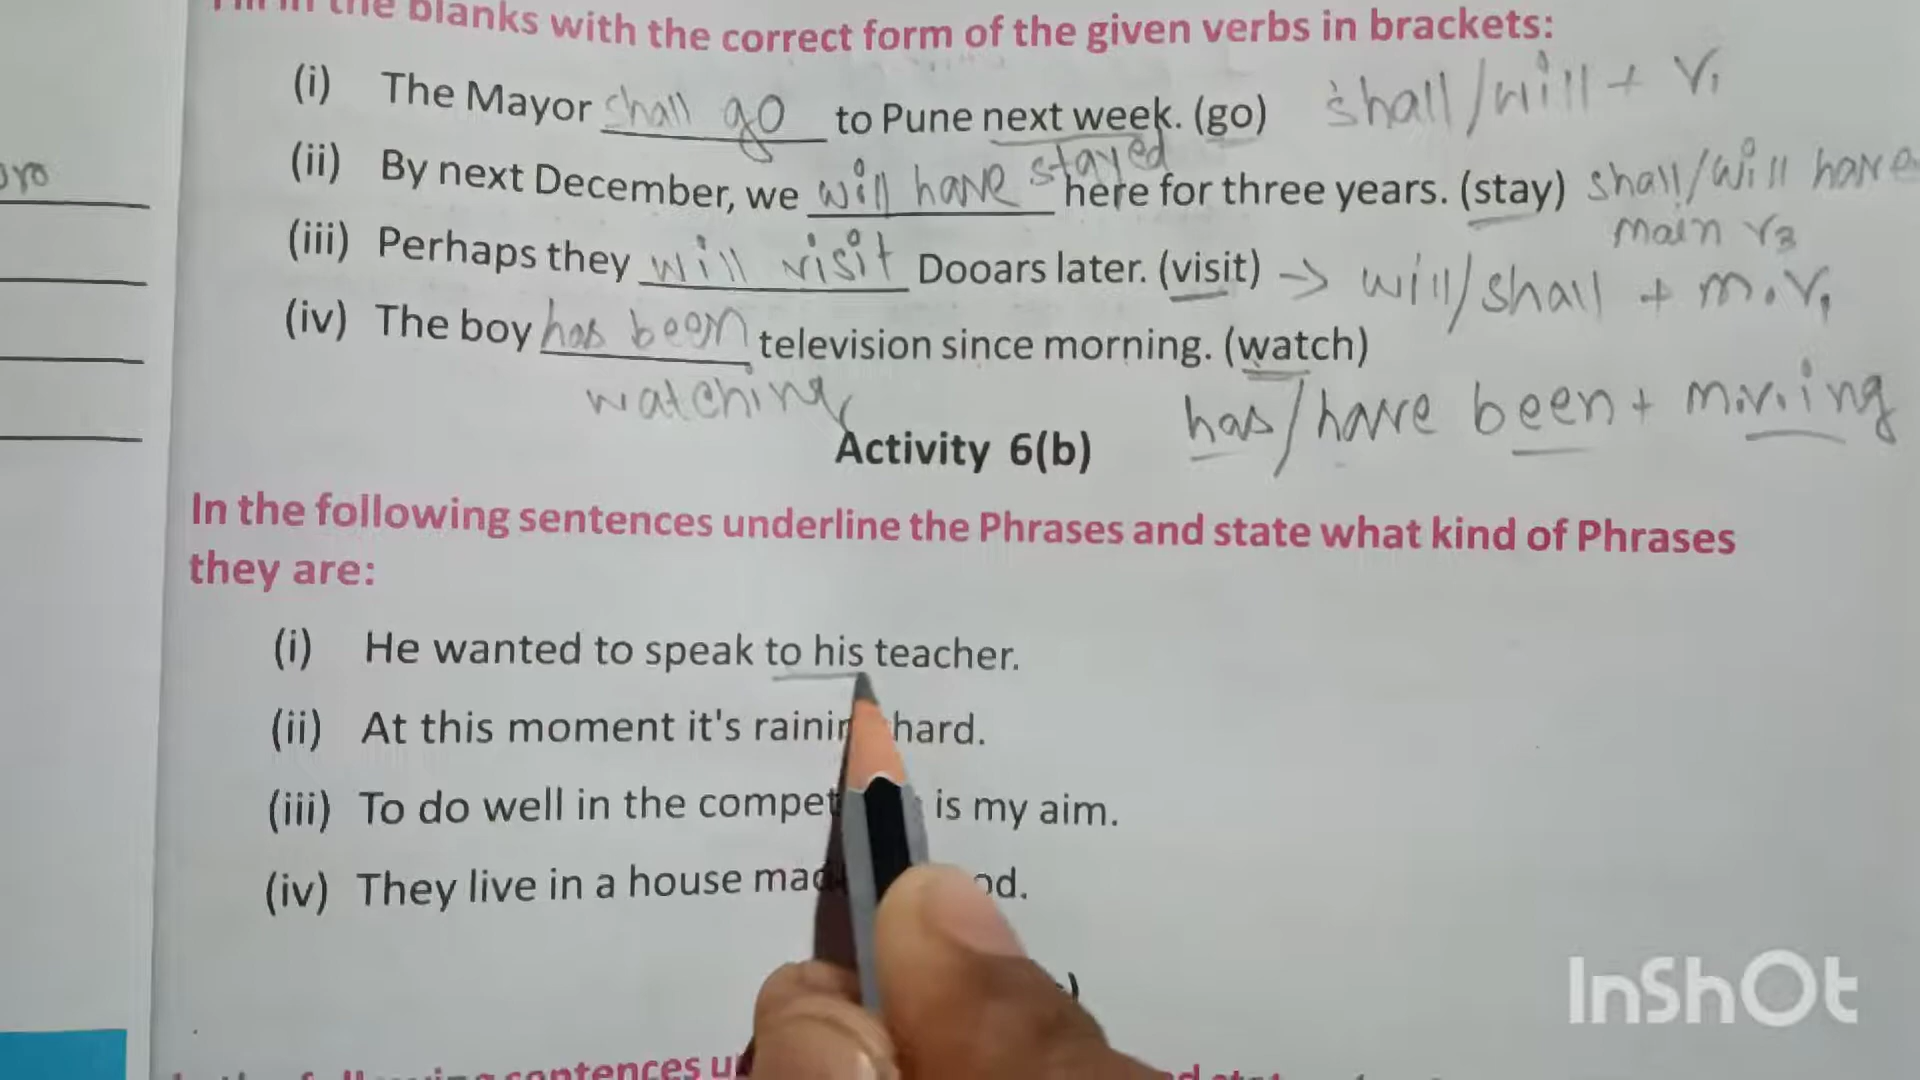 the blanks with the correct form of the given verbs in brackets:
(i) The Mayor shall go to Pune next week. (go) shall/will + V1
(ii) By next December, we will have stayed here for three years. (stay) shall/will have
main V3
(iii) Perhaps they will visit Dooars later. (visit) → will/shall + m.V1
(iv) The boy has been television since morning. (watch)
watching
has/have been + m.v.ing
Activity 6(b)
In the following sentences underline the Phrases and state what kind of Phrases
they are:
(i) He wanted to speak to his teacher.
(ii) At this moment it's raining hard.
(iii) To do well in the compet is my aim.
(iv) They live in a house mad od.
InShOt
sentences